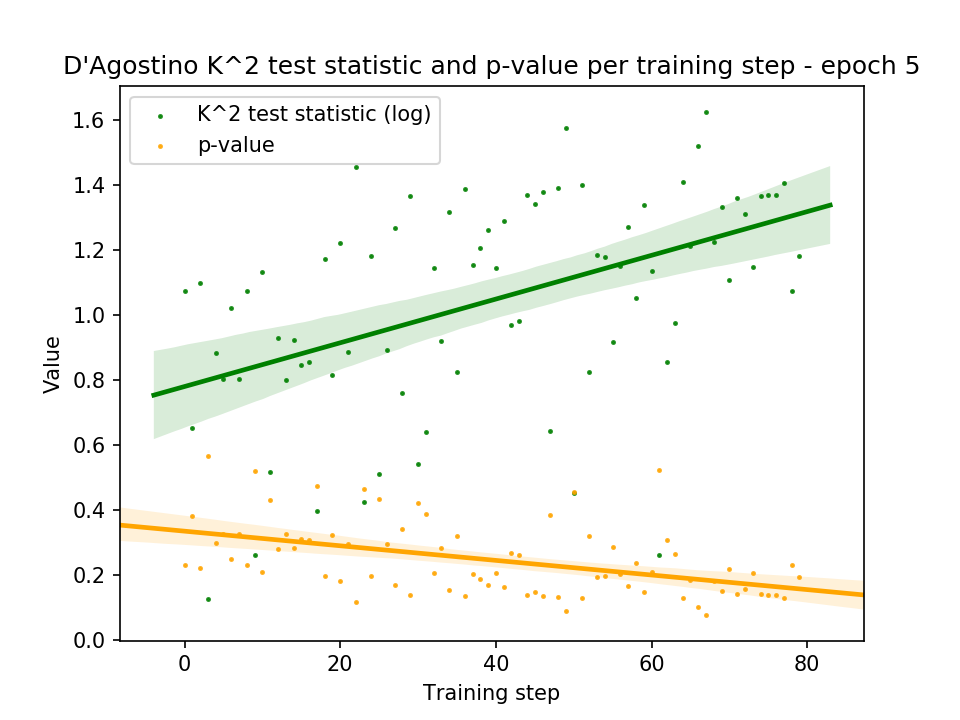 D'Agostino K^2 test statistic and p-value per training step - epoch 5
K^2 test statistic (log)
p-value
1.6
1.4
1.2
1.0
0.8
0.6
0.4
0.2
0.0
Value
0 20 40 60 80
Training step